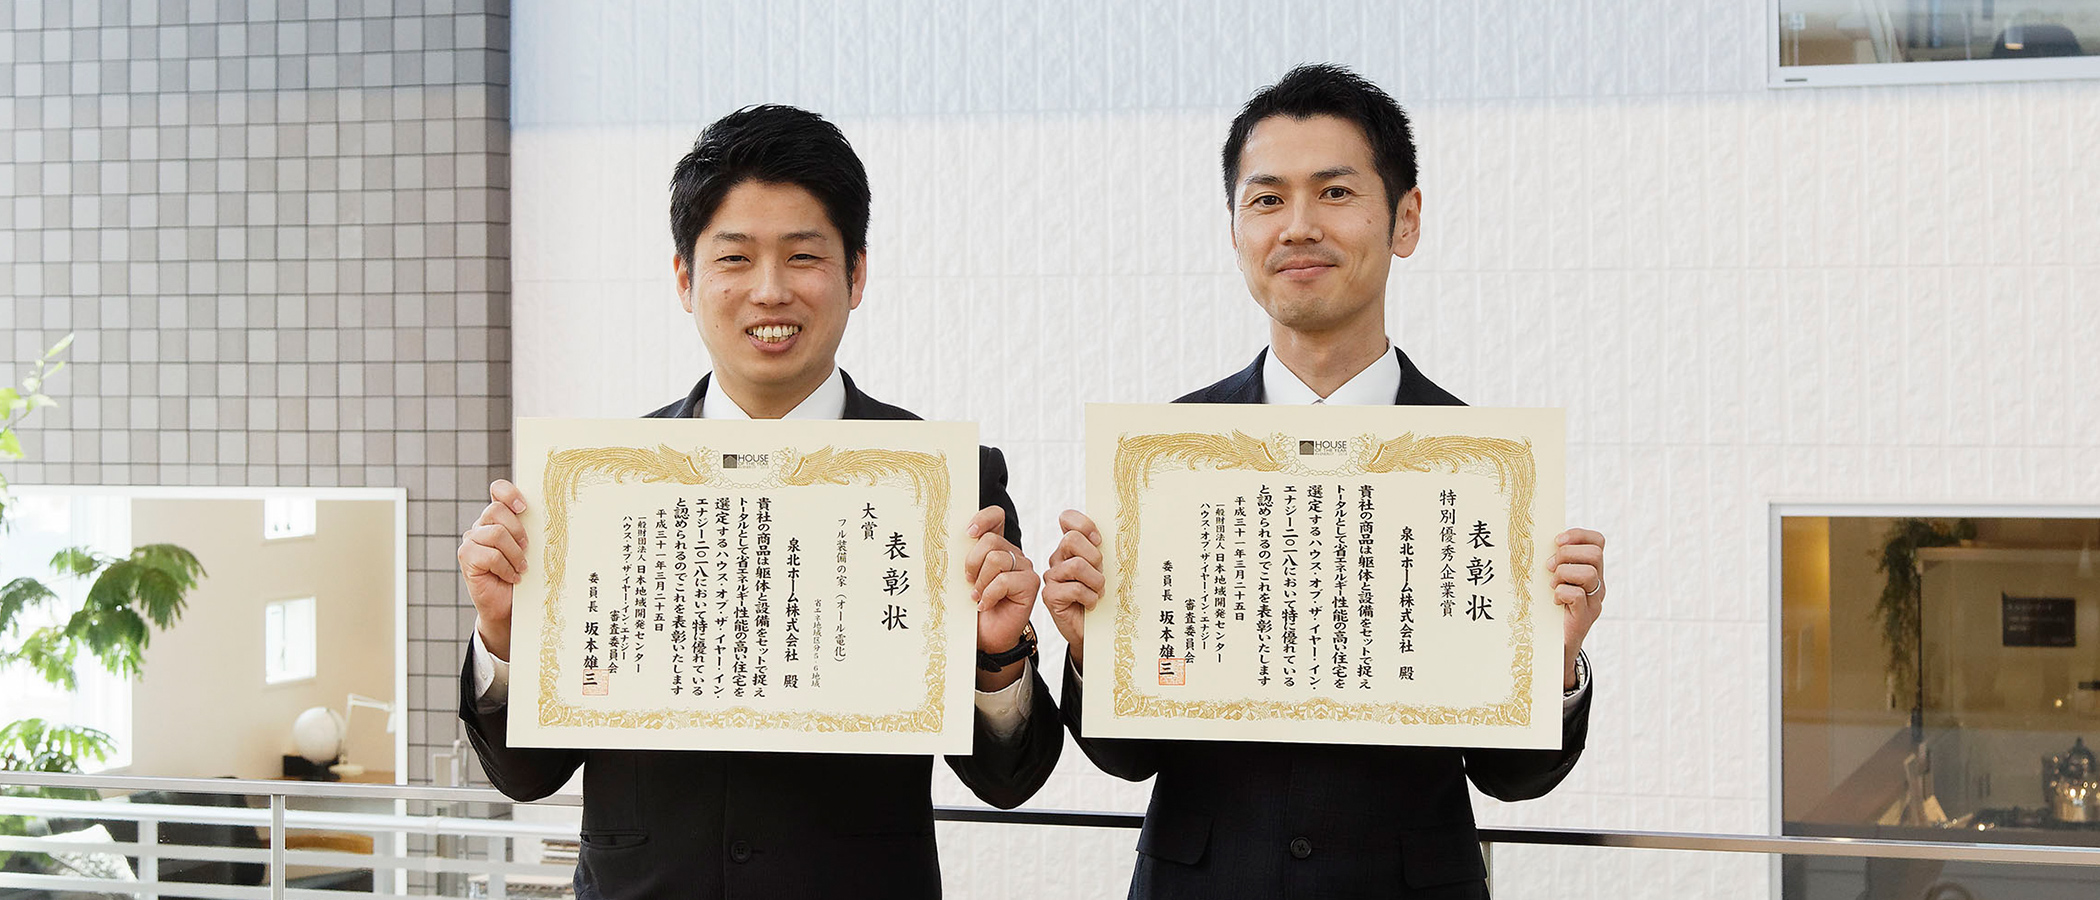 HOUSE
OF THE YEAR
表彰状
大賞
フル装備の家(オール電化)
省エネ地域区分5・6地域
泉北ホーム株式会社 殿
貴社の商品は躯体と設備をセットで捉え
トータルとして省エネルギー性能の高い住宅を
選定するハウス・オブ・ザ・イヤー・イン・
エナジー二〇一八において特に優れている
と認められるのでこれを表彰いたします
平成三十一年三月二十五日
一般財団法人 日本地域開発センター
ハウス・オブ・ザ・イヤー・イン・エナジー
審査委員会
委員長 坂本雄三
HOUSE
OF THE YEAR
表彰状
特別優秀企業賞
泉北ホーム株式会社 殿
貴社の商品は躯体と設備をセットで捉え
トータルとして省エネルギー性能の高い住宅を
選定するハウス・オブ・ザ・イヤー・イン・
エナジー二〇一八において特に優れている
と認められるのでこれを表彰いたします
平成三十一年三月二十五日
一般財団法人 日本地域開発センター
ハウス・オブ・ザ・イヤー・イン・エナジー
審査委員会
委員長 坂本雄三